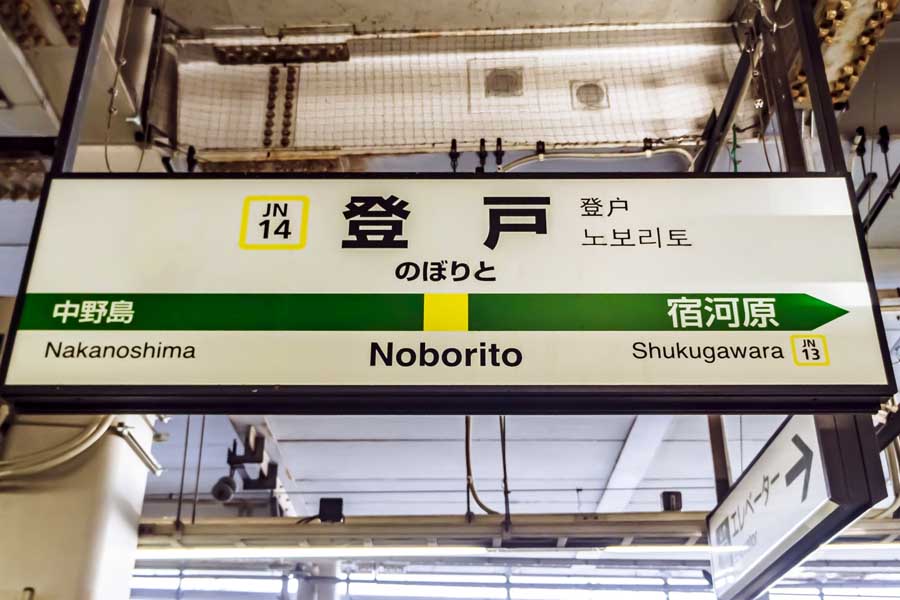 JN
14
登戸
登户
노보리토
のぼりと
中野島
宿河原
Nakanoshima
Noborito
Shukugawara
JN
13
エレベーター